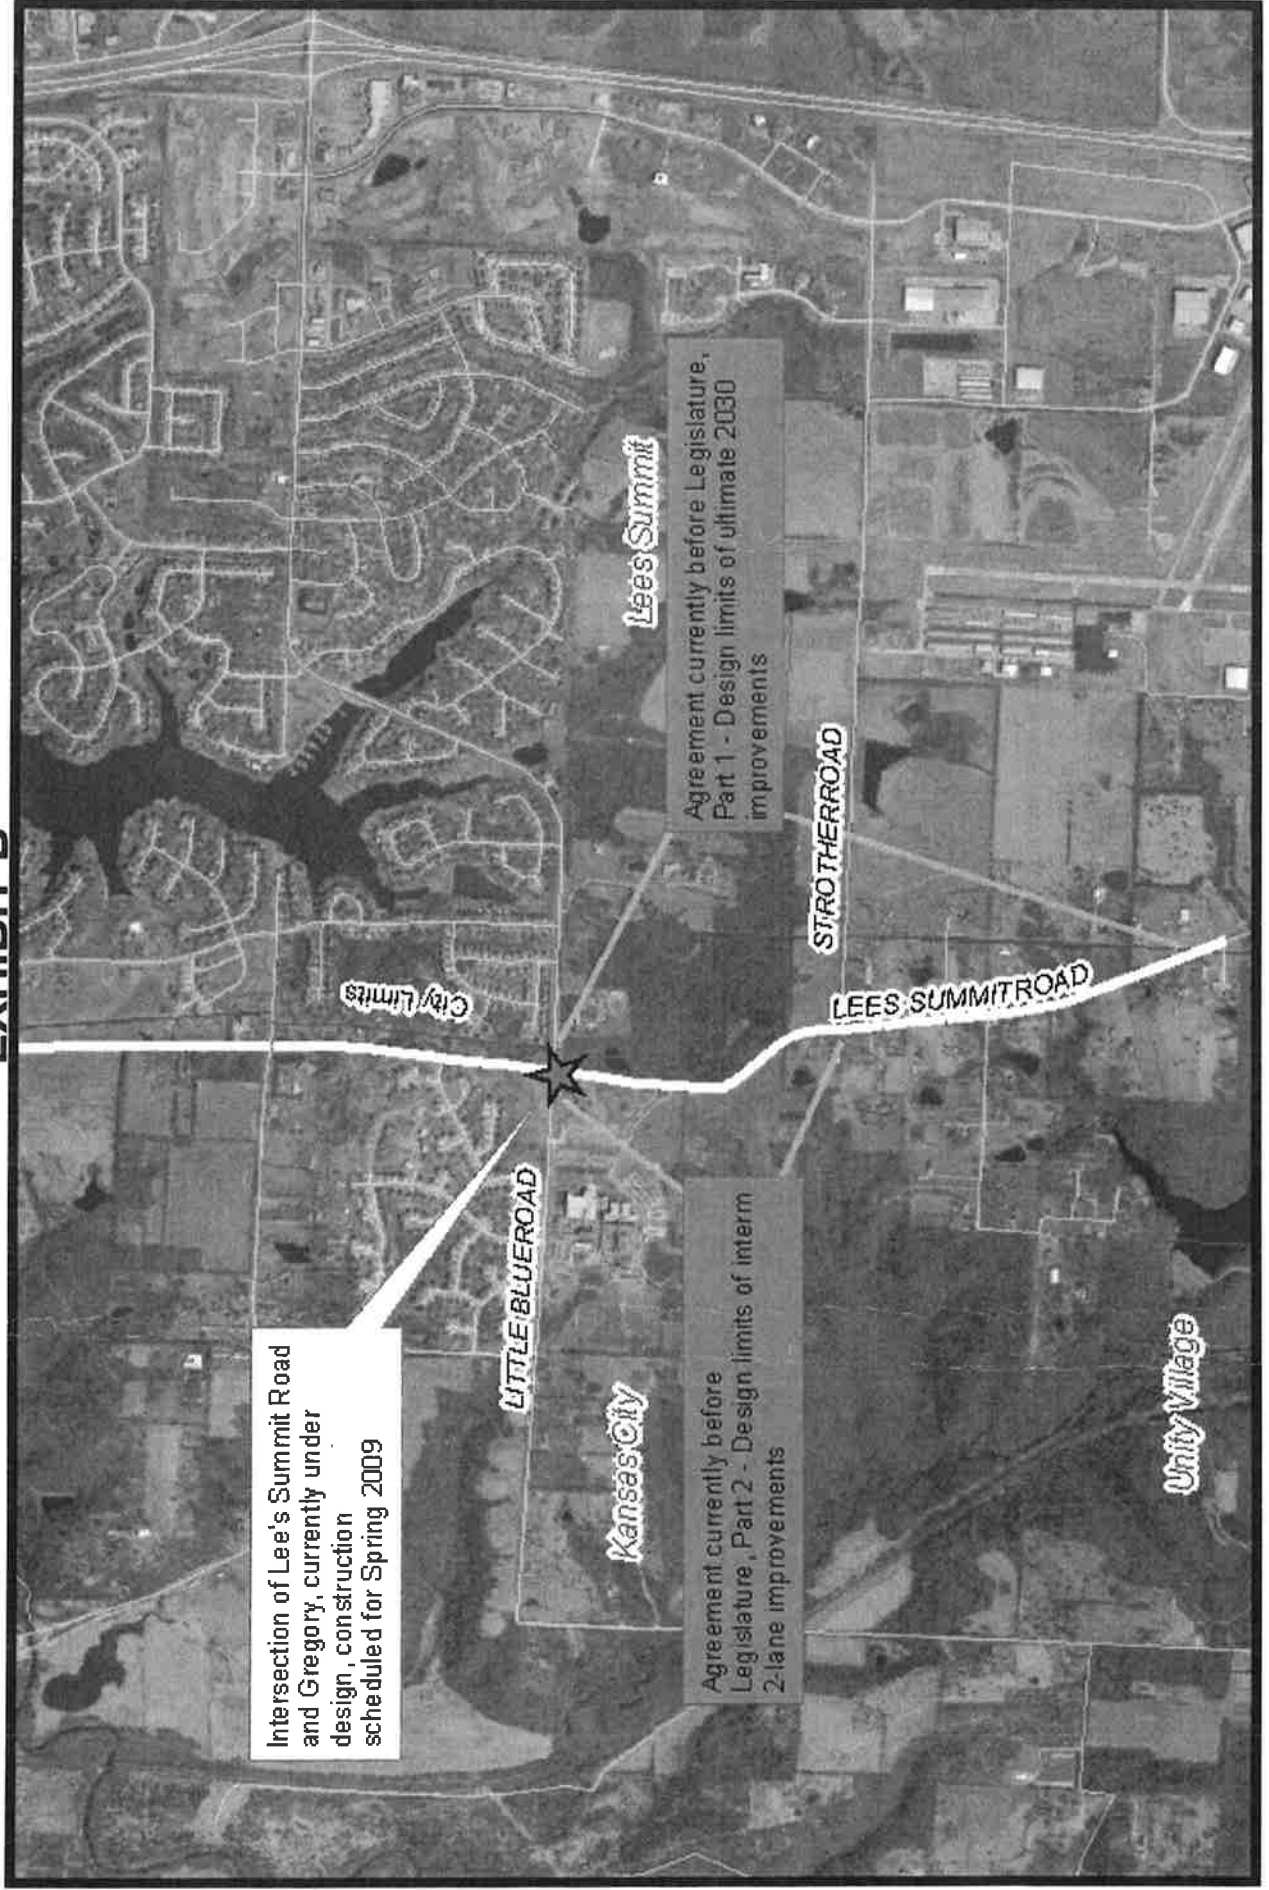 Intersection of Lee's Summit Road
and Gregory, currently under
design, construction
scheduled for Spring 2009
City Limits
LITTLE BLUEROAD
Kansas City
Lees Summit
Agreement currently before Legislature,
Part 1 - Design limits of ultimate 2030
improvements
Agreement currently before
Legislature, Part 2 - Design limits of interm
2-lane improvements
STROTHERROAD
LEES SUMMITROAD
Unity Village